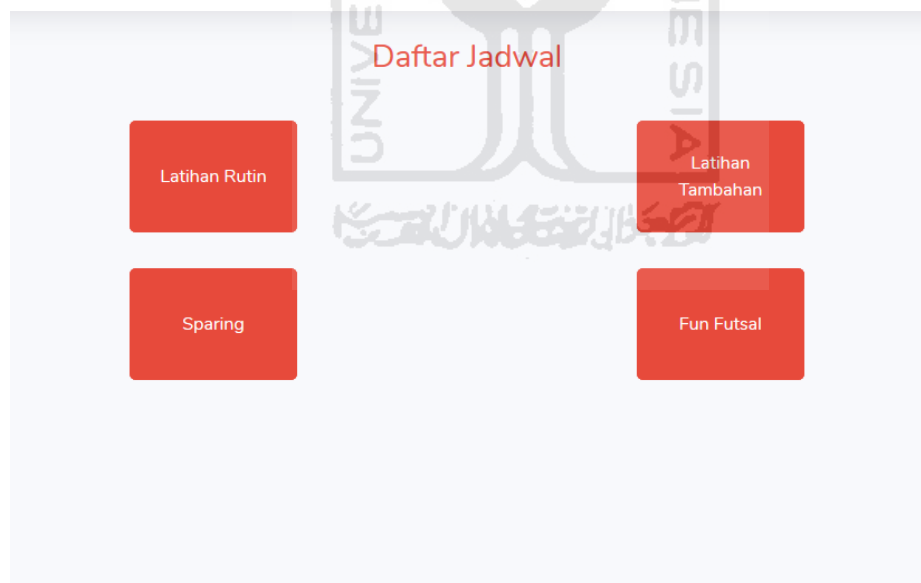 Daftar Jadwal
Latihan Rutin
Latihan
Tambahan
Sparing
Fun Futsal